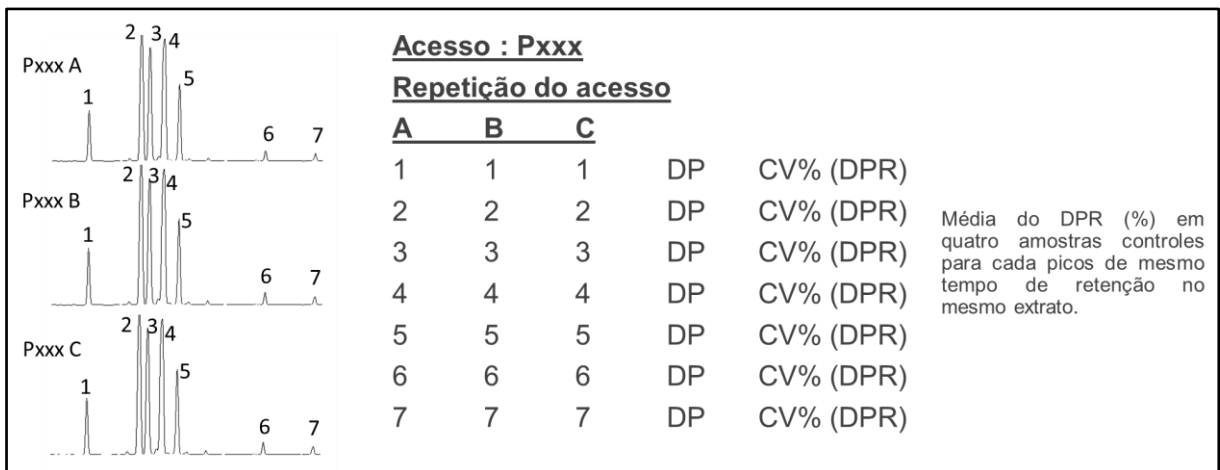 Pxxx A
1
2
3
4
5
6
7
Pxxx B
1
2
3
4
5
6
7
Pxxx C
1
2
3
4
5
6
7
Acesso : Pxxx
Repetição do acesso
A B C
1 1 1 DP CV% (DPR)
2 2 2 DP CV% (DPR)
3 3 3 DP CV% (DPR)
4 4 4 DP CV% (DPR)
5 5 5 DP CV% (DPR)
6 6 6 DP CV% (DPR)
7 7 7 DP CV% (DPR)
Média do DPR (%) em
quatro amostras controles
para cada picos de mesmo
tempo de retenção no
mesmo extrato.